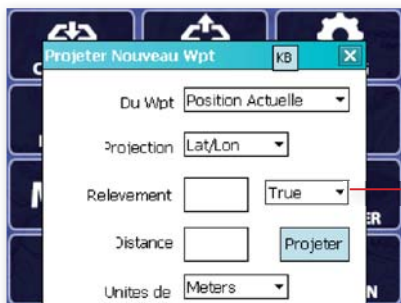 Projeter Nouveau Wpt KB X
Du Wpt Position Actuelle
Projection Lat/Lon
Relevement True
Distance Projeter
Unites de Meters